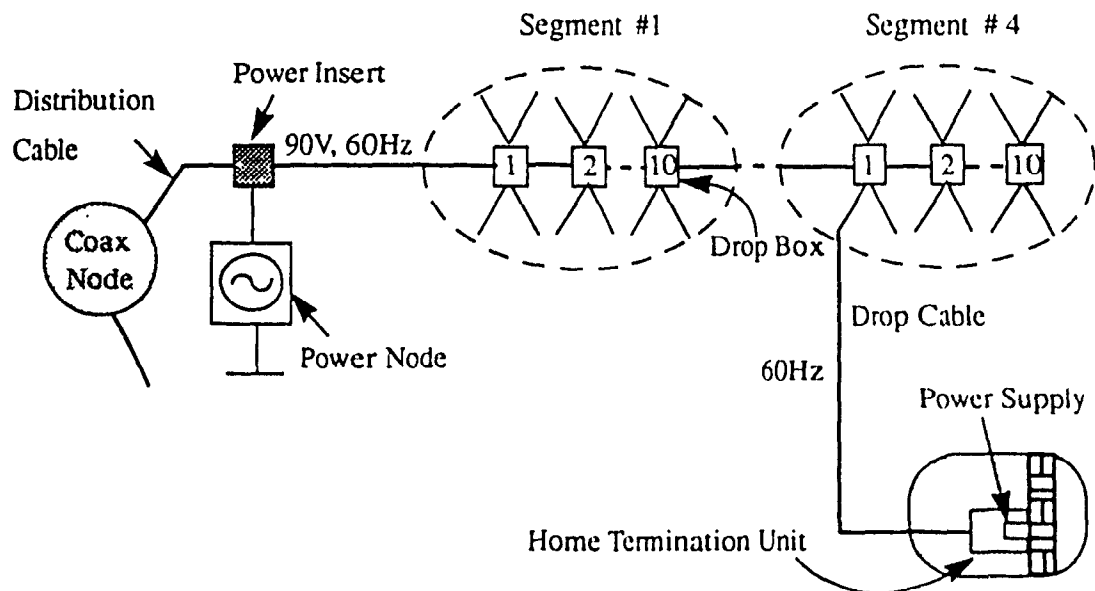 Segment #1
Segment # 4
Power Insert
Distribution
Cable
90V, 60Hz
1
2
10
1
2
10
Coax
Node
Drop Box
Drop Cable
Power Node
60Hz
Power Supply
Home Termination Unit